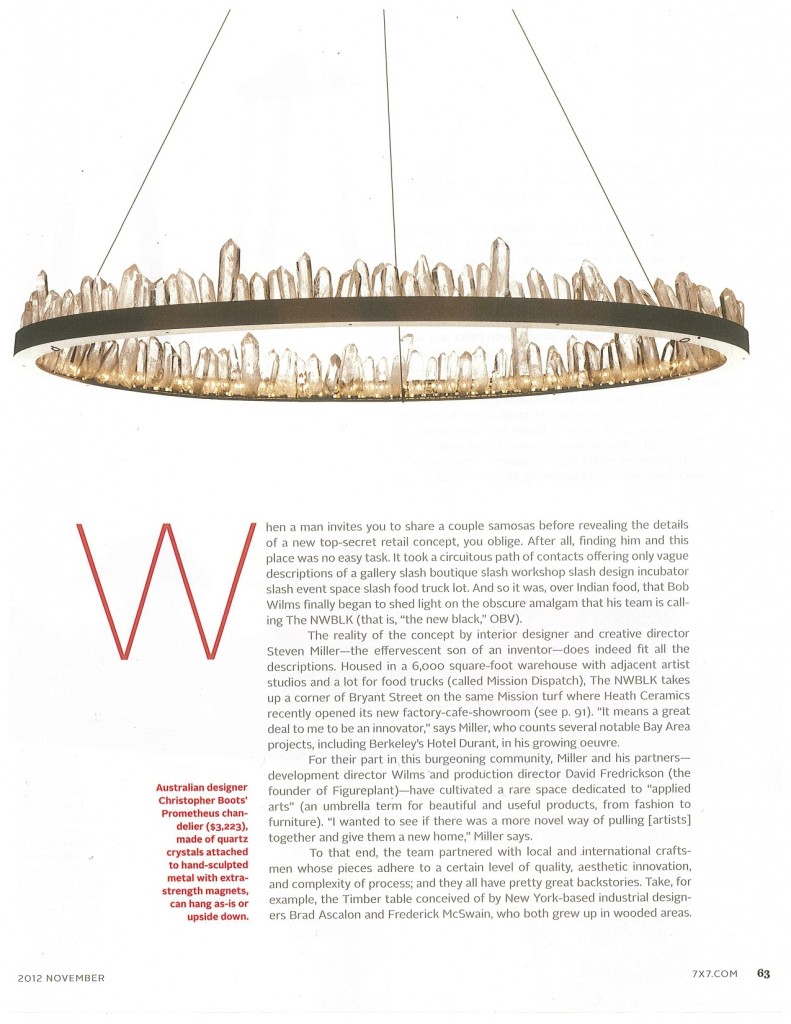 When a man invites you to share a couple samosas before revealing the details
of a new top-secret retail concept, you oblige. After all, finding him and this
place was no easy task. It took a circuitous path of contacts offering only vague
descriptions of a gallery slash boutique slash workshop slash design incubator
slash event space slash food truck lot. And so it was, over Indian food, that Bob
Wilms finally began to shed light on the obscure amalgam that his team is call-
ing The NWBLK (that is, “the new black,” OBV).
The reality of the concept by interior designer and creative director
Steven Miller—the effervescent son of an inventor—does indeed fit all the
descriptions. Housed in a 6,000 square-foot warehouse with adjacent artist
studios and a lot for food trucks (called Mission Dispatch), The NWBLK takes
up a corner of Bryant Street on the same Mission turf where Heath Ceramics
recently opened its new factory-cafe-showroom (see p. 91). “It means a great
deal to me to be an innovator,” says Miller, who counts several notable Bay Area
projects, including Berkeley’s Hotel Durant, in his growing oeuvre.
For their part in this burgeoning community, Miller and his partners—
development director Wilms and production director David Fredrickson (the
founder of Figureplant)—have cultivated a rare space dedicated to “applied
arts” (an umbrella term for beautiful and useful products, from fashion to
furniture). “I wanted to see if there was a more novel way of pulling [artists]
together and give them a new home,” Miller says.
To that end, the team partnered with local and international crafts-
men whose pieces adhere to a certain level of quality, aesthetic innovation,
and complexity of process; and they all have pretty great backstories. Take, for
example, the Timber table conceived of by New York-based industrial design-
ers Brad Ascalon and Frederick McSwain, who both grew up in wooded areas.
Australian designer
Christopher Boots’
Prometheus chan-
delier ($3,223),
made of quartz
crystals attached
to hand-sculpted
metal with extra-
strength magnets,
can hang as-is or
upside down.
2012 NOVEMBER
7X7.COM 63